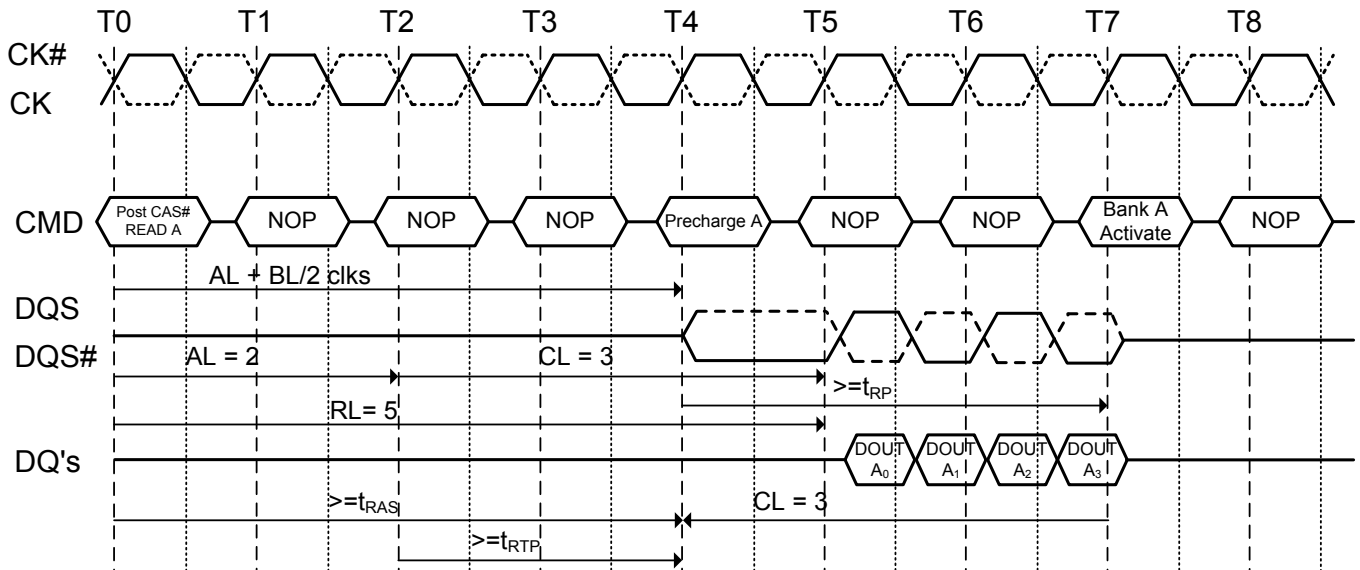 T0 T1 T2 T3 T4 T5 T6 T7 T8
CK#
CK
CMD
Post CAS#
READ A
NOP
NOP
NOP
Precharge A
NOP
NOP
Bank A
Activate
NOP
AL + BL/2 clks
DQS
DQS#
AL = 2
CL = 3
>=tRP
RL= 5
DQ's
DOUT
A0
DOUT
A1
DOUT
A2
DOUT
A3
>=tRAS
CL = 3
>=tRTP